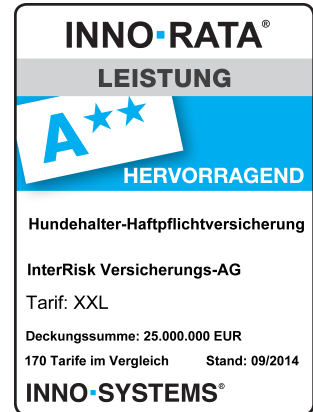 INNO-RATA®
LEISTUNG
A★★
HERVORRAGEND
Hundehalter-Haftpflichtversicherung
InterRisk Versicherungs-AG
Tarif: XXL
Deckungssumme: 25.000.000 EUR
170 Tarife im Vergleich Stand: 09/2014
INNO-SYSTEMS®